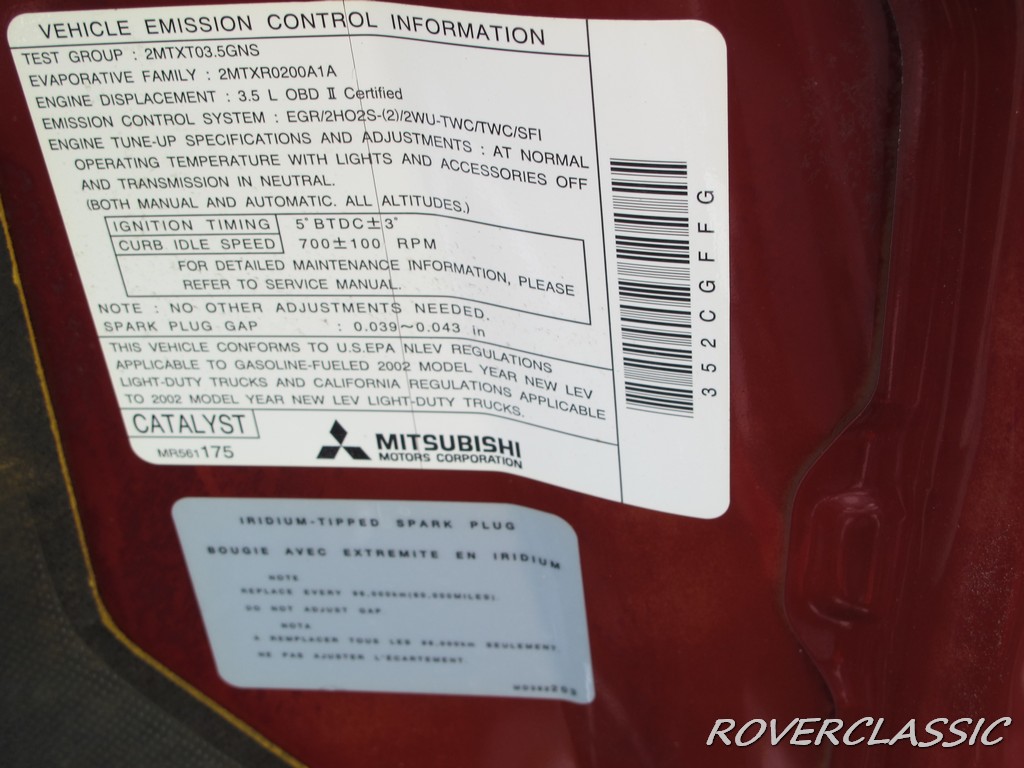 VEHICLE EMISSION CONTROL INFORMATION
TEST GROUP : 2MTXT03.5GNS
EVAPORATIVE FAMILY : 2MTXR0200A1A
ENGINE DISPLACEMENT : 3.5 L OBD Ⅱ Certified
EMISSION CONTROL SYSTEM : EGR/2HO2S-(2)/2WU-TWC/TWC/SFI
ENGINE TUNE-UP SPECIFICATIONS AND ADJUSTMENTS : AT NORMAL
OPERATING TEMPERATURE WITH LIGHTS AND ACCESSORIES OFF
AND TRANSMISSION IN NEUTRAL.
(BOTH MANUAL AND AUTOMATIC. ALL ALTITUDES.)
IGNITION TIMING 5° BTDC ± 3°
CURB IDLE SPEED 700±100 RPM
FOR DETAILED MAINTENANCE INFORMATION, PLEASE
REFER TO SERVICE MANUAL.
NOTE : NO OTHER ADJUSTMENTS NEEDED.
SPARK PLUG GAP : 0.039~0.043 in
THIS VEHICLE CONFORMS TO U.S.EPA NLEV REGULATIONS
APPLICABLE TO GASOLINE-FUELED 2002 MODEL YEAR NEW LEV
LIGHT-DUTY TRUCKS AND CALIFORNIA REGULATIONS APPLICABLE
TO 2002 MODEL YEAR NEW LEV LIGHT-DUTY TRUCKS.
CATALYST
MR561175
MITSUBISHI
MOTORS CORPORATION
352CGFFG
IRIDIUM-TIPPED SPARK PLUG
BOUGIE AVEC EXTREMITE EN IRIDIUM
NOTE
REPLACE EVERY
DO NOT ADJUST GAP
NOTA
A REMPLACER TOUS LES SEULEMENT.
NE PAS AJUSTER L'ECARTEMENT.
ROVERCLASSIC